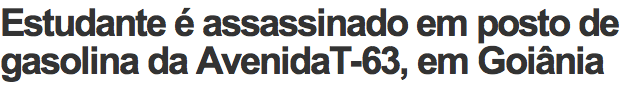 Estudante é assassinado em posto de
gasolina da AvenidaT-63, em Goiânia